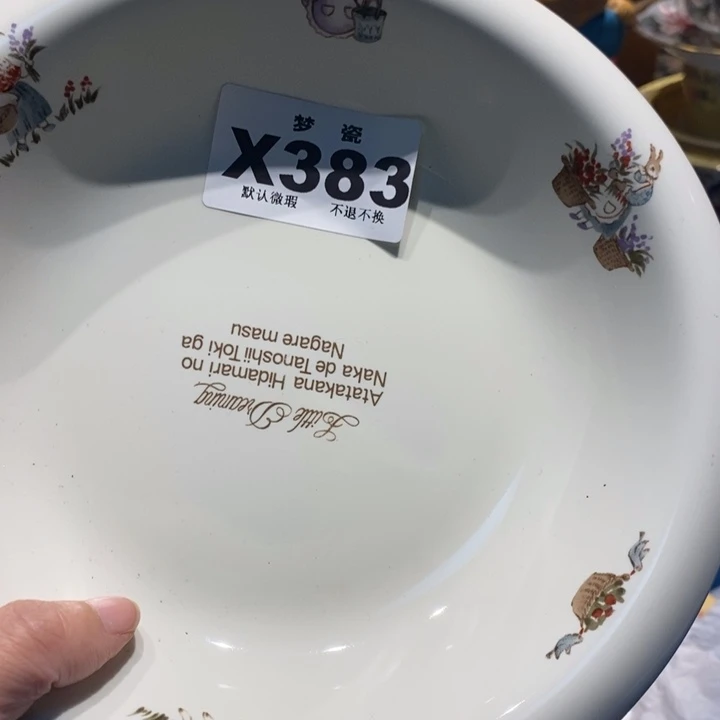 梦 瓷
X383
默认微瑕 不退不换
Little Dreaming
Atatakana Hidamari no
Naka de Tanoshii Toki ga
Nagare masu